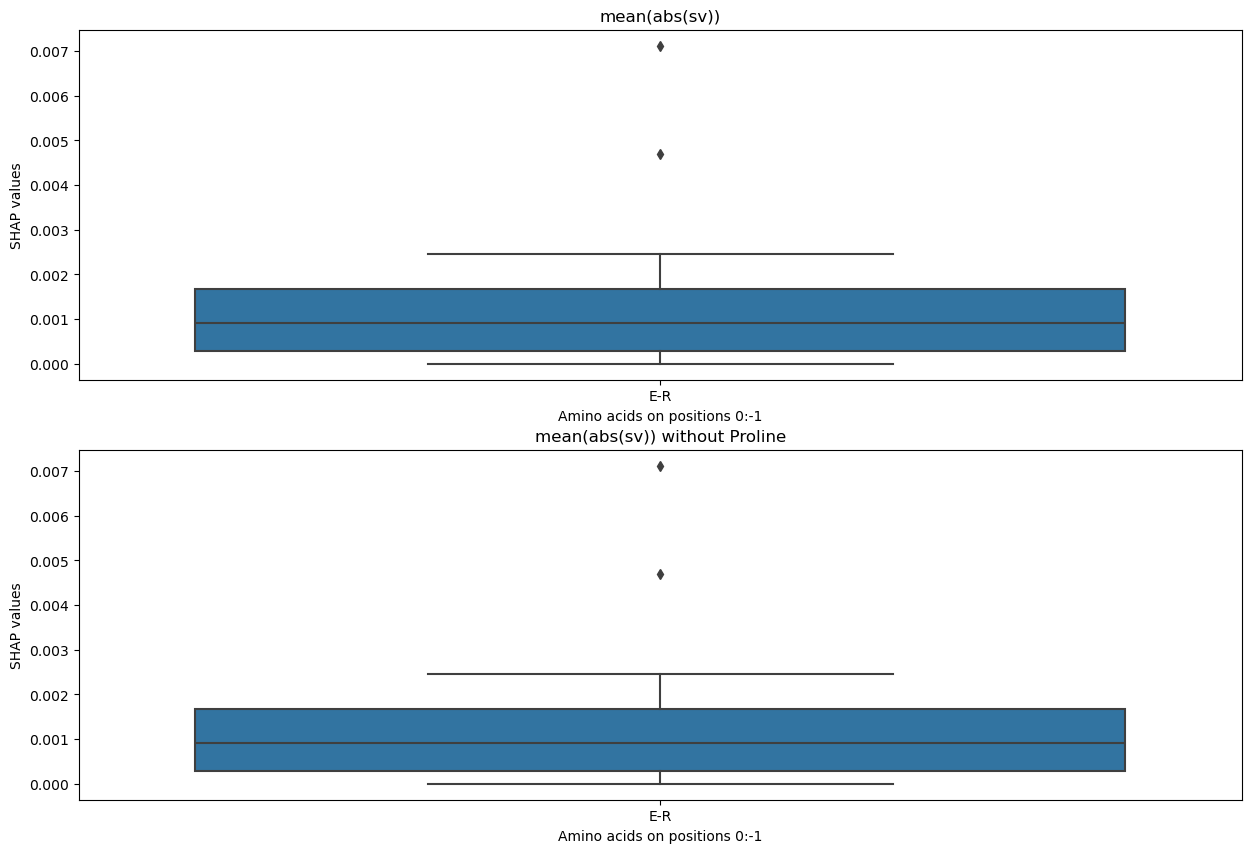 mean(abs(sv))
0.007
0.006
0.005
0.004
0.003
0.002
0.001
0.000
SHAP values
E-R
Amino acids on positions 0:-1
mean(abs(sv)) without Proline
0.007
0.006
0.005
0.004
0.003
0.002
0.001
0.000
SHAP values
E-R
Amino acids on positions 0:-1